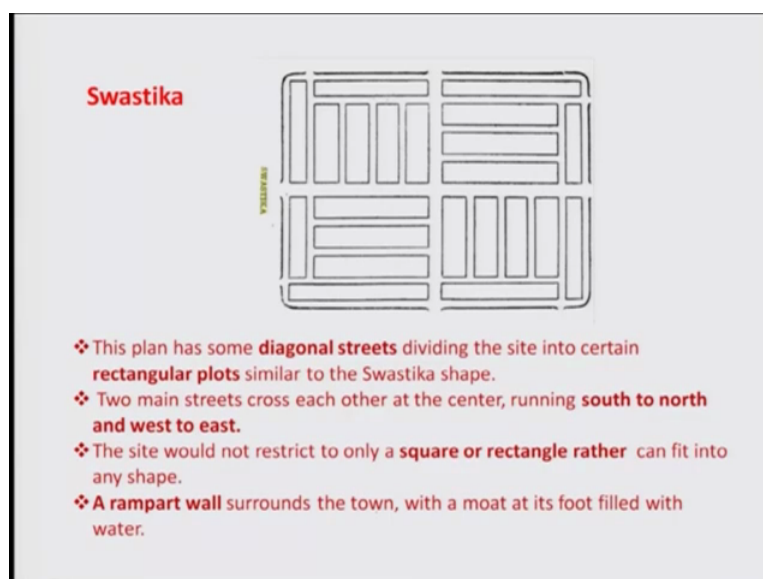 Swastika
SWASTIKA
❖This plan has some diagonal streets dividing the site into certain
rectangular plots similar to the Swastika shape.
❖ Two main streets cross each other at the center, running south to north
and west to east.
❖The site would not restrict to only a square or rectangle rather can fit into
any shape.
❖A rampart wall surrounds the town, with a moat at its foot filled with
water.